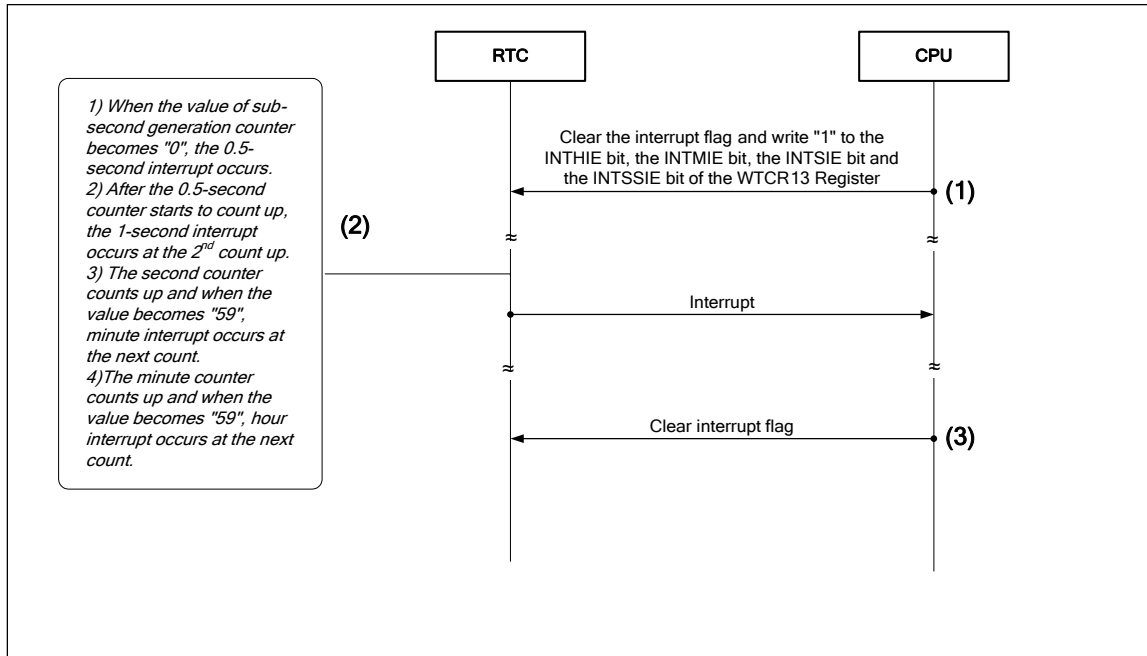 RTC
CPU
1) When the value of sub-
second generation counter
becomes "0", the 0.5-
second interrupt occurs.
2) After the 0.5-second
counter starts to count up,
the 1-second interrupt
occurs at the 2nd count up.
3) The second counter
counts up and when the
value becomes "59",
minute interrupt occurs at
the next count.
4)The minute counter
counts up and when the
value becomes "59", hour
interrupt occurs at the next
count.
(2)
Clear the interrupt flag and write "1" to the
INTHIE bit, the INTMIE bit, the INTSIE bit and
the INTSSIE bit of the WTCR13 Register
(1)
≈
≈
Interrupt
≈
≈
Clear interrupt flag
(3)